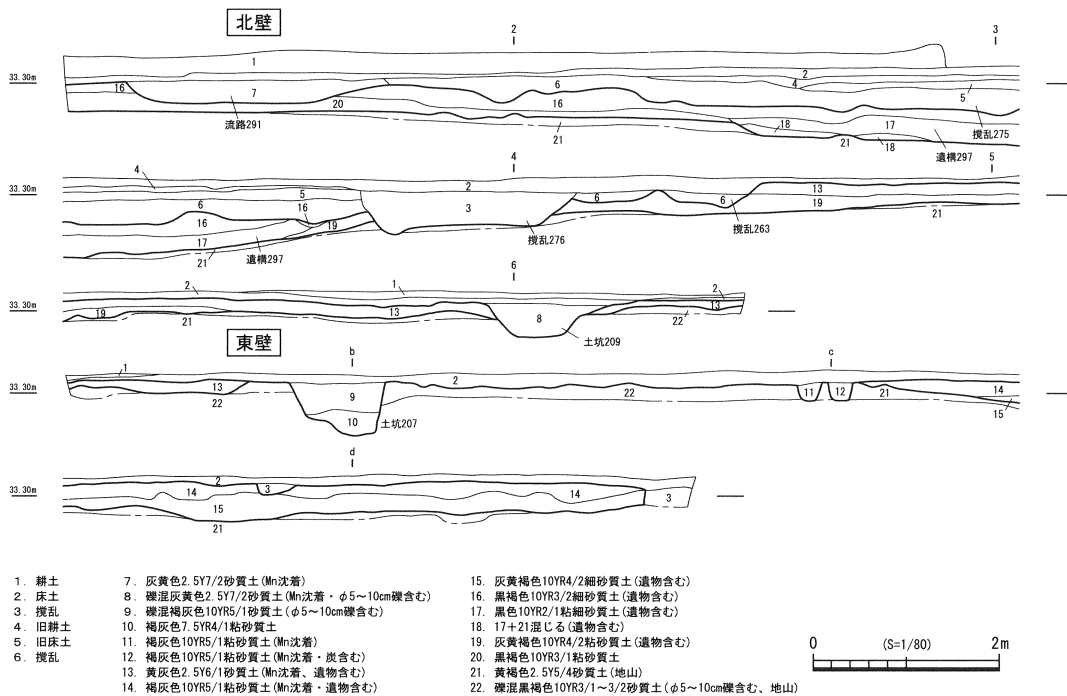 北壁
2
3
1
33.30m
2
16
7
6
4
20
16
5
流路291
18
17
撹乱275
21
21
18
遺構297
4
4
5
2
33.30m
5
13
6
16
3
6
6
19
16
19
21
17
撹乱276
撹乱263
21
遺構297
6
2
1
2
33.30m
13
13
19
21
8
22
土坑209
東壁
b
c
1
33.30m
13
2
22
9
22
11
12
21
14
15
10
土坑207
d
33.30m
2
14
3
14
3
15
21
1. 耕土
2. 床土
3. 撹乱
4. 旧耕土
5. 旧床土
6. 撹乱
7. 灰黄色2.5Y7/2砂質土(Mn沈着)
8. 礫混灰黄色2.5Y7/2砂質土(Mn沈着・φ5～10cm礫含む)
9. 礫混褐灰色10YR5/1砂質土(φ5～10cm礫含む)
10. 褐灰色7.5YR4/1粘砂質土
11. 褐灰色10YR5/1粘砂質土(Mn沈着)
12. 褐灰色10YR5/1粘砂質土(Mn沈着・炭含む)
13. 黄灰色2.5Y6/1砂質土(Mn沈着、遺物含む)
14. 褐灰色10YR5/1粘砂質土(Mn沈着・遺物含む)
15. 灰黄褐色10YR4/2細砂質土(遺物含む)
16. 黒褐色10YR3/2細砂質土(遺物含む)
17. 黒色10YR2/1粘細砂質土(遺物含む)
18. 17+21混じる(遺物含む)
19. 灰黄褐色10YR4/2粘砂質土(遺物含む)
20. 黒褐色10YR3/1粘砂質土
21. 黄褐色2.5Y5/4砂質土(地山)
22. 礫混黒褐色10YR3/1～3/2砂質土(φ5～10cm礫含む、地山)
0 (S=1/80) 2m